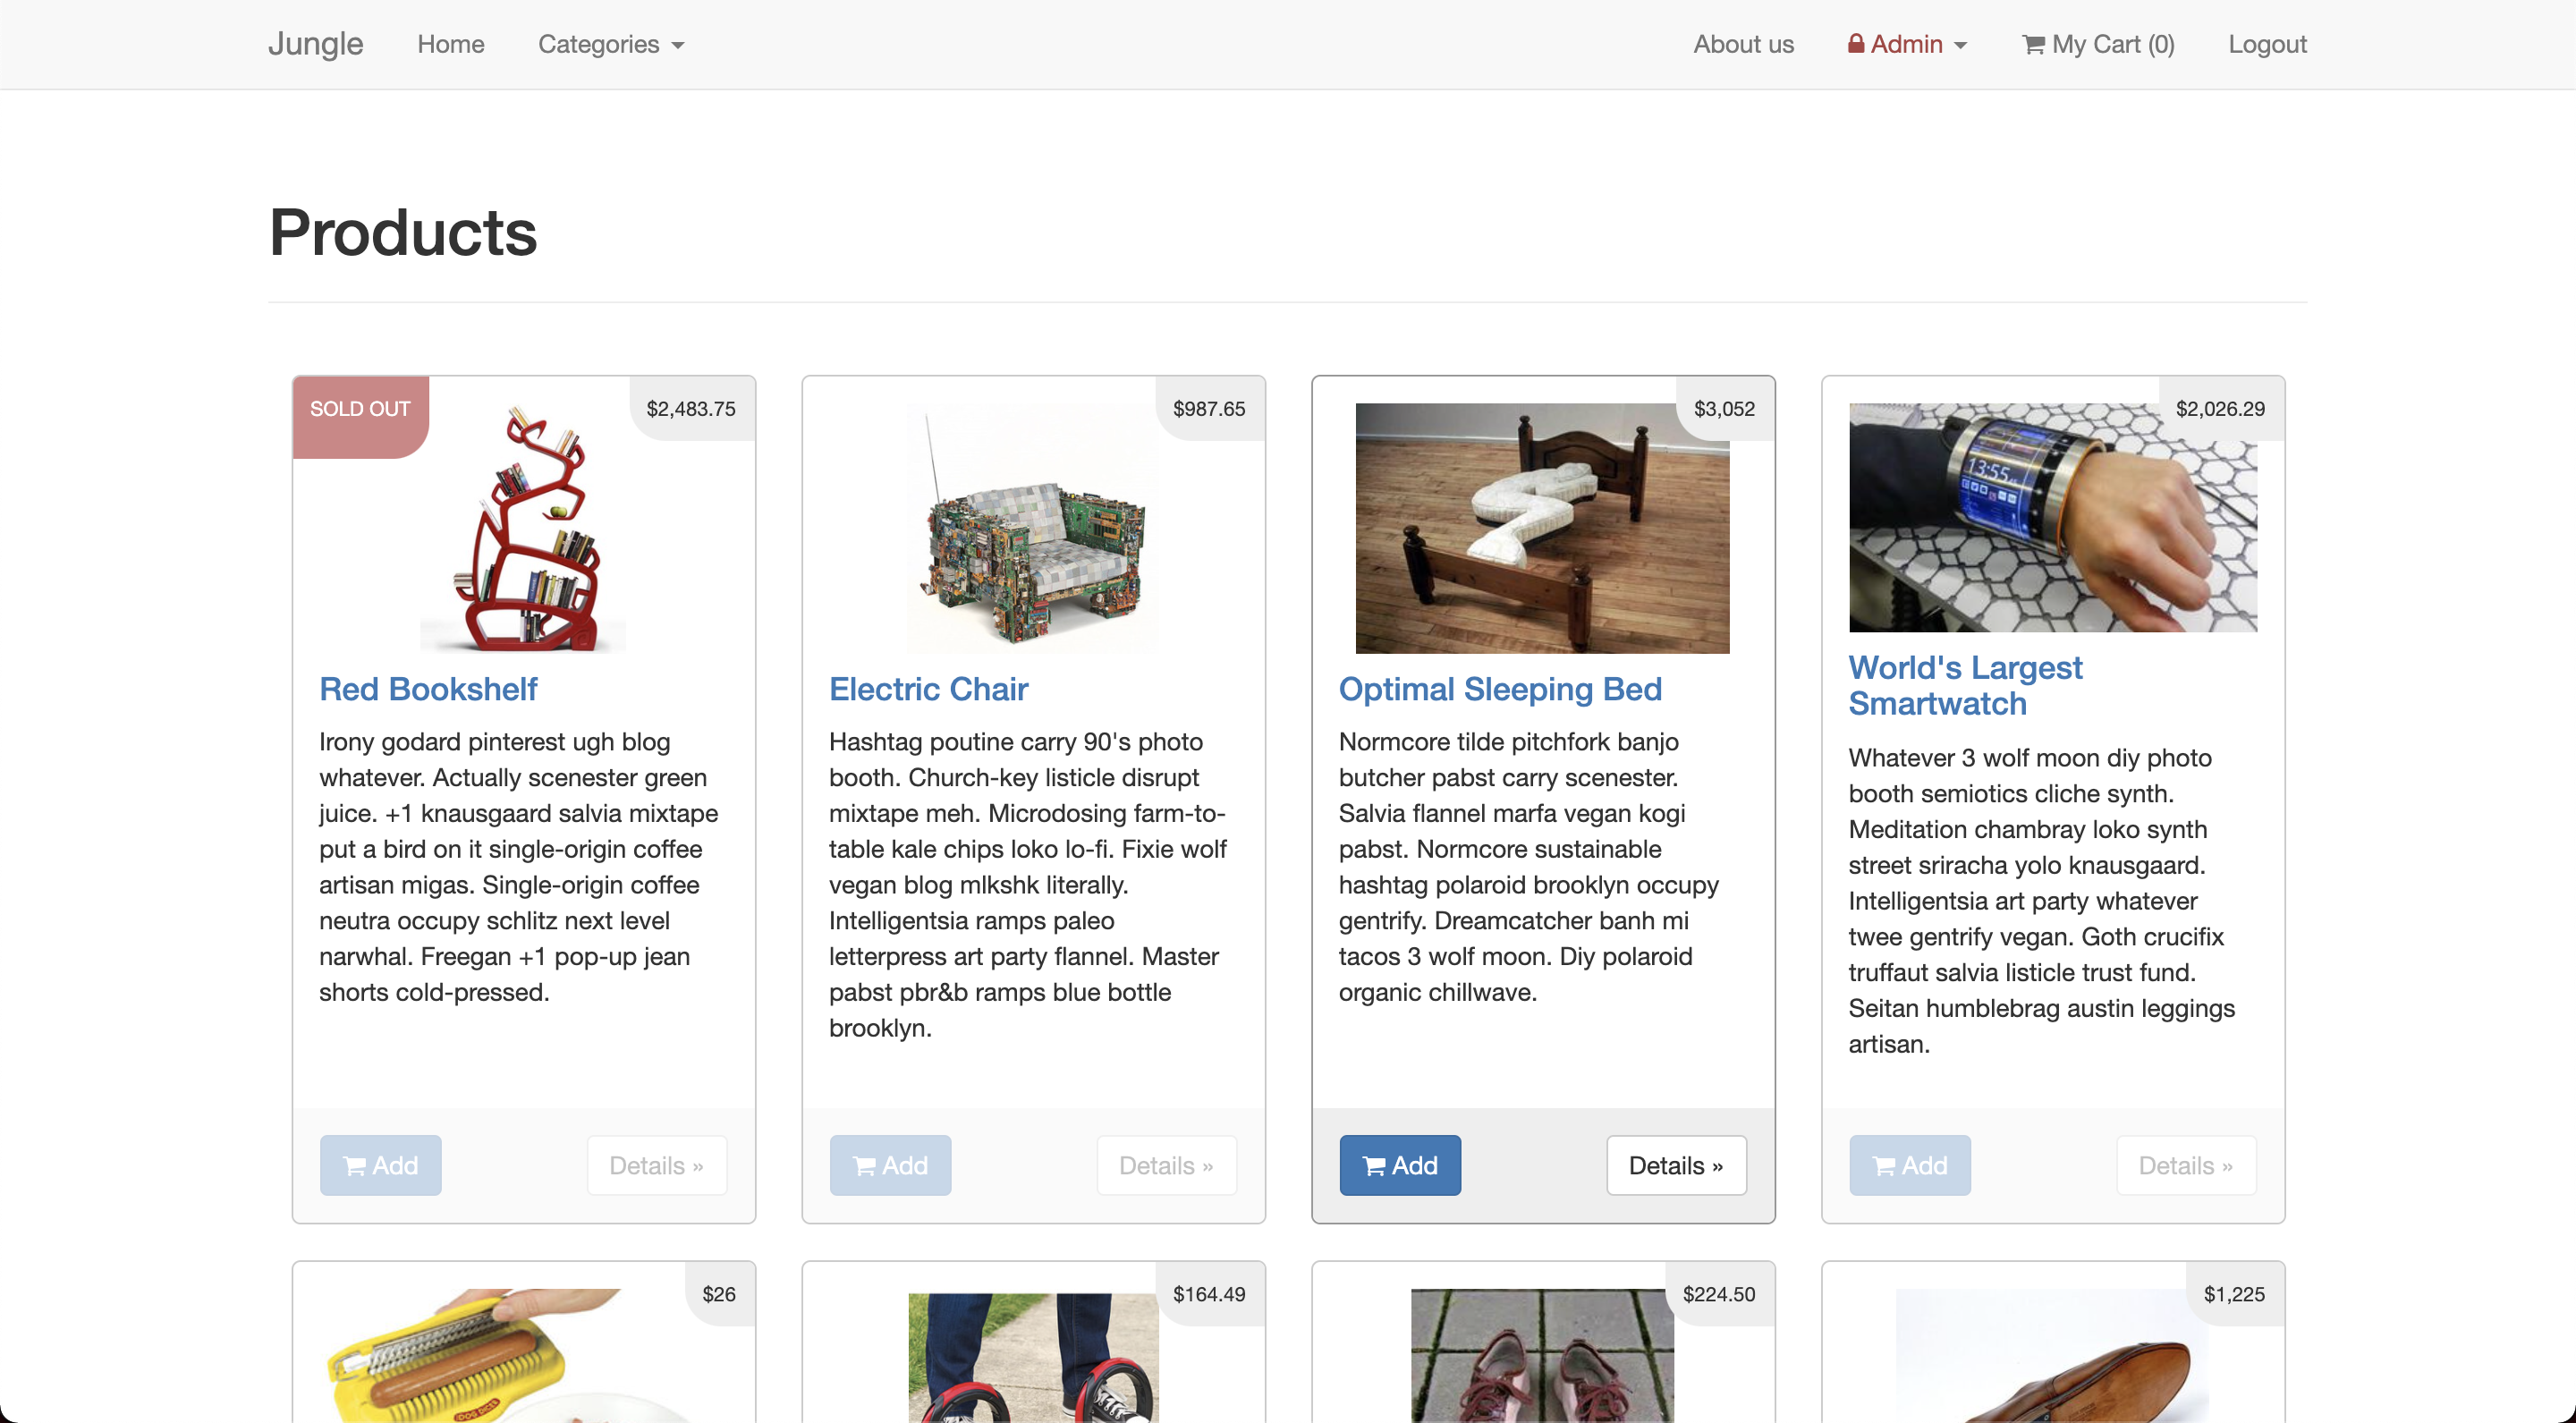 Jungle Home Categories About us Admin My Cart (0) Logout
Products
SOLD OUT
$2,483.75
Red Bookshelf
Irony godard pinterest ugh blog
whatever. Actually scenester green
juice. +1 knausgaard salvia mixtape
put a bird on it single-origin coffee
artisan migas. Single-origin coffee
neutra occupy schlitz next level
narwhal. Freegan +1 pop-up jean
shorts cold-pressed.
Add
Details »
$987.65
Electric Chair
Hashtag poutine carry 90's photo
booth. Church-key listicle disrupt
mixtape meh. Microdosing farm-to-
table kale chips loko lo-fi. Fixie wolf
vegan blog mlkshk literally.
Intelligentsia ramps paleo
letterpress art party flannel. Master
pabst pbr&b ramps blue bottle
brooklyn.
Add
Details »
$3,052
Optimal Sleeping Bed
Normcore tilde pitchfork banjo
butcher pabst carry scenester.
Salvia flannel marfa vegan kogi
pabst. Normcore sustainable
hashtag polaroid brooklyn occupy
gentrify. Dreamcatcher banh mi
tacos 3 wolf moon. Diy polaroid
organic chillwave.
Add
Details »
$2,026.29
13:55
World's Largest
Smartwatch
Whatever 3 wolf moon diy photo
booth semiotics cliche synth.
Meditation chambray loko synth
street sriracha yolo knausgaard.
Intelligentsia art party whatever
twee gentrify vegan. Goth crucifix
truffaut salvia listicle trust fund.
Seitan humblebrag austin leggings
artisan.
Add
Details »
$26
$164.49
$224.50
$1,225